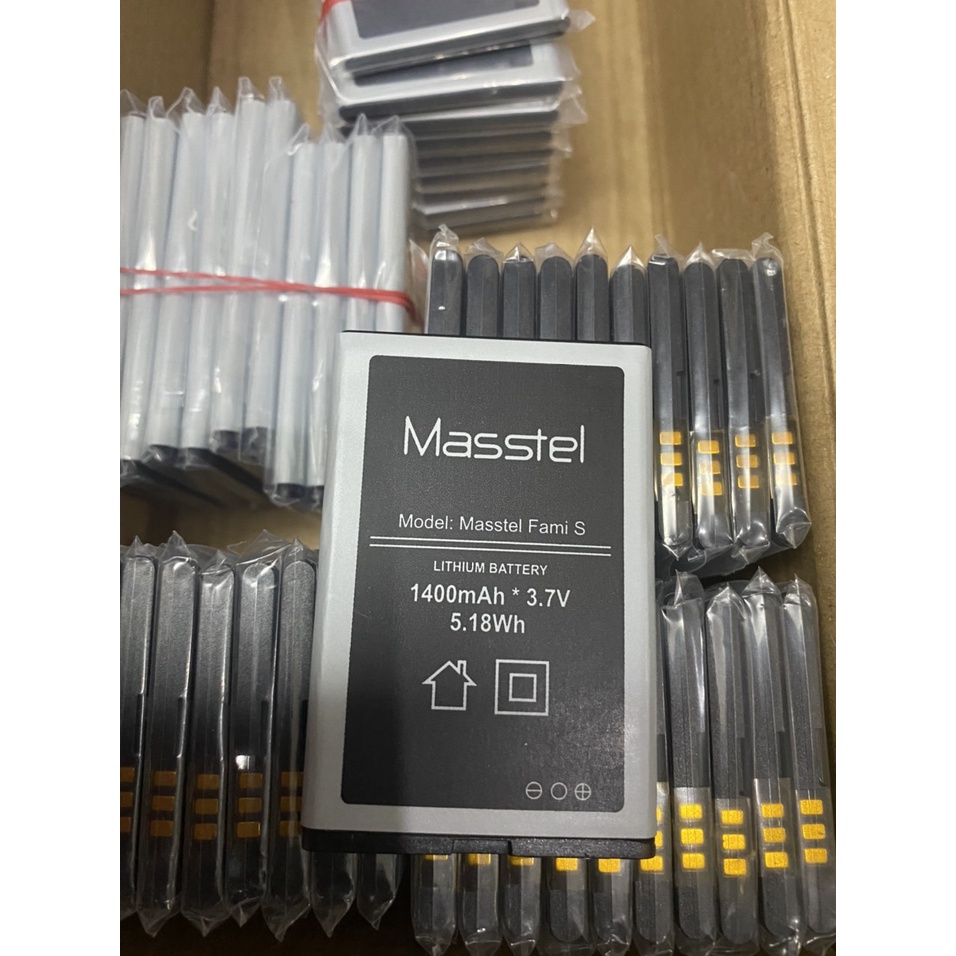 Masstel
Model: Masstel Fami S
LITHIUM BATTERY
1400mAh * 3.7V
5.18Wh